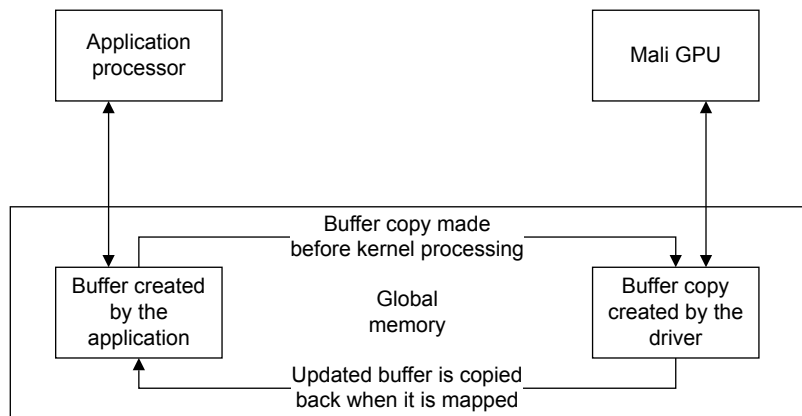 Application
processor
Mali GPU
Buffer copy made
before kernel processing
Buffer created
by the
application
Global
memory
Buffer copy
created by the
driver
Updated buffer is copied
back when it is mapped